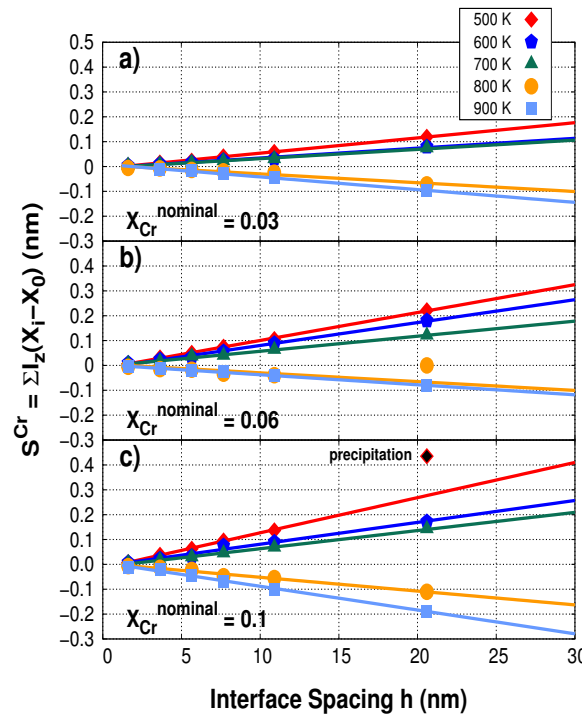 500 K
600 K
700 K
800 K
900 K
a)
0.5
0.4
0.3
0.2
0.1
0
−0.1
−0.2
−0.3
X_Cr^nominal = 0.03
b)
0.4
0.3
0.2
0.1
0
−0.1
−0.2
−0.3
X_Cr^nominal = 0.06
c)
precipitation
0.4
0.3
0.2
0.1
0
−0.1
−0.2
−0.3
X_Cr^nominal = 0.1
0 5 10 15 20 25 30
S^Cr = Σl_z(X_i−X_0) (nm)
Interface Spacing h (nm)